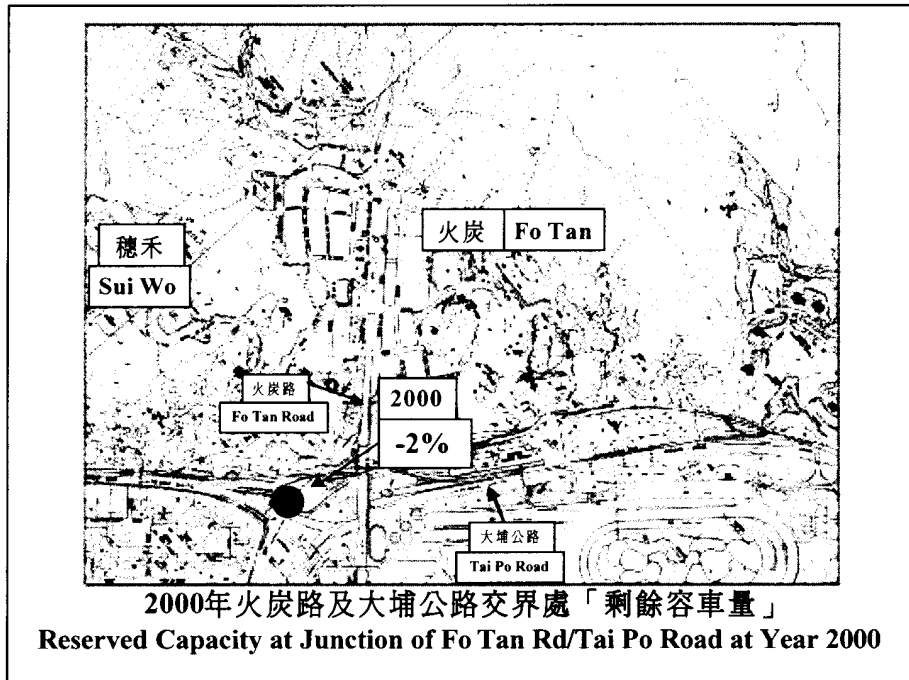 火炭 Fo Tan
穗禾
Sui Wo
火炭路
Fo Tan Road
2000
-2%
大埔公路
Tai Po Road
2000年火炭路及大埔公路交界處「剩餘容車量」
Reserved Capacity at Junction of Fo Tan Rd/Tai Po Road at Year 2000